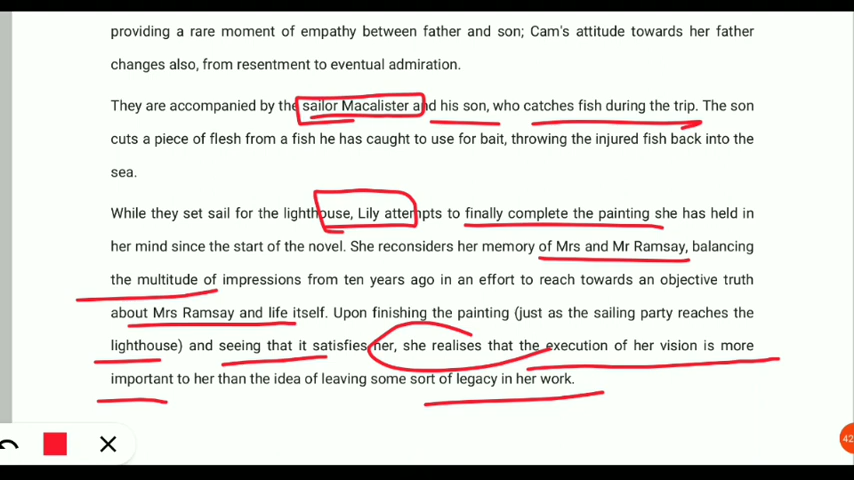 providing a rare moment of empathy between father and son; Cam's attitude towards her father
changes also, from resentment to eventual admiration.
They are accompanied by the sailor Macalister and his son, who catches fish during the trip. The son
cuts a piece of flesh from a fish he has caught to use for bait, throwing the injured fish back into the
sea.
While they set sail for the lighthouse, Lily attempts to finally complete the painting she has held in
her mind since the start of the novel. She reconsiders her memory of Mrs and Mr Ramsay, balancing
the multitude of impressions from ten years ago in an effort to reach towards an objective truth
about Mrs Ramsay and life itself. Upon finishing the painting (just as the sailing party reaches the
lighthouse) and seeing that it satisfies her, she realises that the execution of her vision is more
important to her than the idea of leaving some sort of legacy in her work.
42